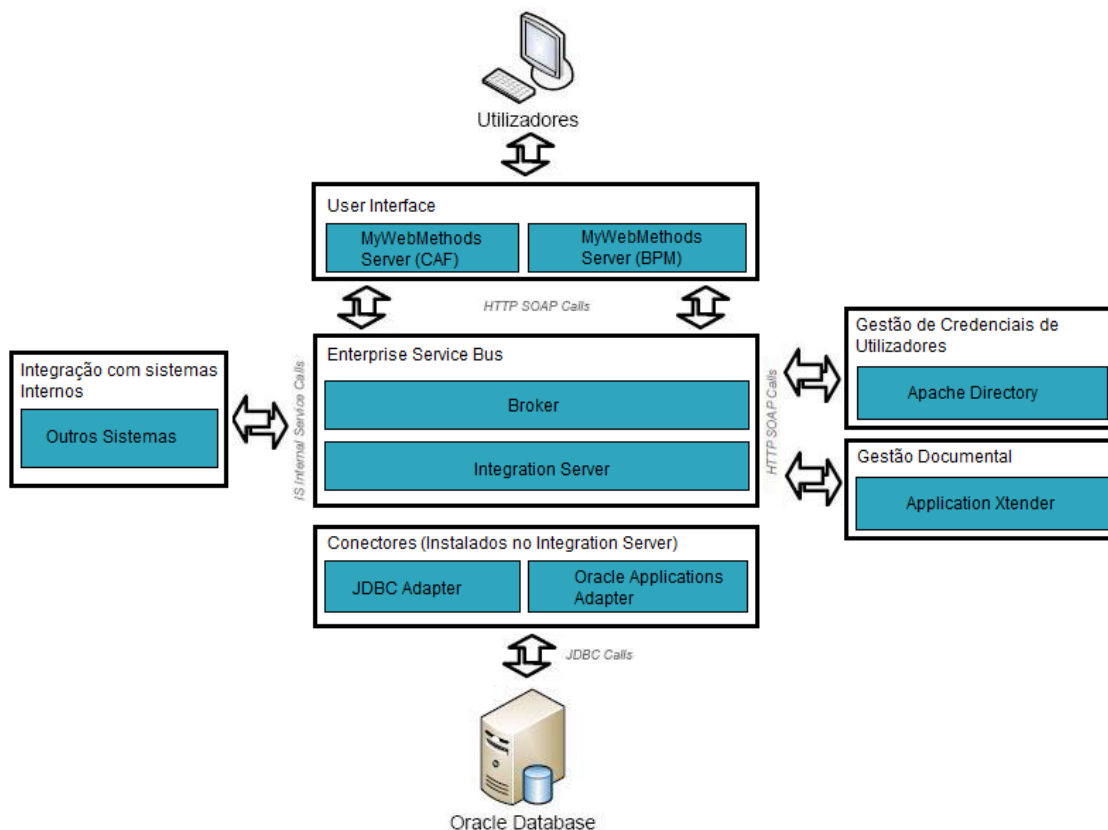 Utilizadores
User Interface
MyWebMethods
Server (CAF)
MyWebMethods
Server (BPM)
HTTP SOAP Calls
Integração com sistemas
Internos
Outros Sistemas
IS Internal Service Calls
Enterprise Service Bus
Broker
Integration Server
HTTP SOAP Calls
Gestão de Credenciais de
Utilizadores
Apache Directory
Gestão Documental
Application Xtender
Conectores (Instalados no Integration Server)
JDBC Adapter
Oracle Applications
Adapter
JDBC Calls
Oracle Database